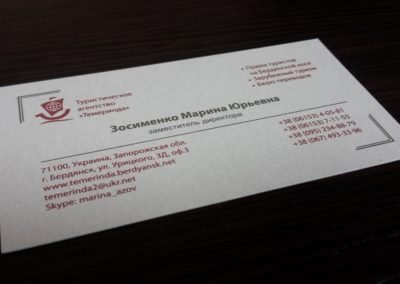 Туристическое
агентство
«Темеринда»
• Прием туристов
на Бердянской косе
• Зарубежный туризм
• Бюро переводов
Зосименко Марина Юрьевна
заместитель директора
71100, Украина, Запорожская обл.
г. Бердянск, ул. Урицкого, 3Д, оф.3
www.temerinda.berdyansk.net
temerinda2@ukr.net
Skype: marina_azov
+38 (06153) 4-05-81
+38 (06153) 7-11-55
+38 (095) 234-88-79
+38 (067) 493-33-96